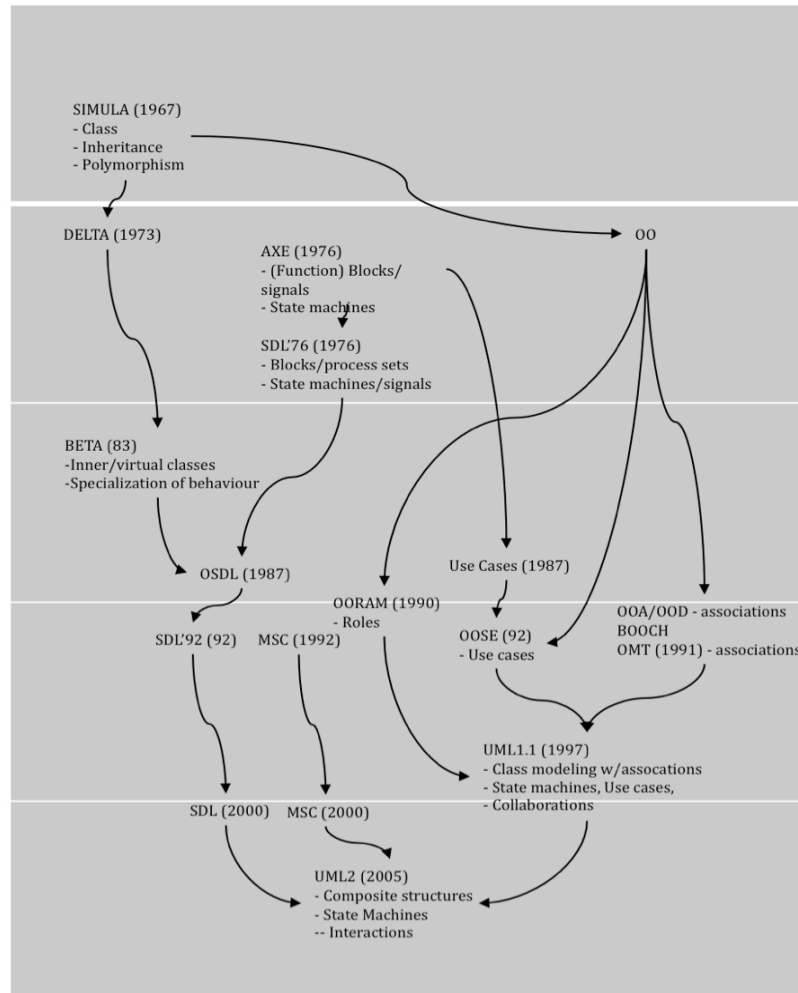 SIMULA (1967)
- Class
- Inheritance
- Polymorphism
DELTA (1973)
OO
AXE (1976)
- (Function) Blocks/
signals
- State machines
SDL’76 (1976)
- Blocks/process sets
- State machines/signals
BETA (83)
-Inner/virtual classes
-Specialization of behaviour
OSDL (1987)
Use Cases (1987)
OORAM (1990)
- Roles
OOA/OOD - associations
BOOCH
OMT (1991) - associations
SDL’92 (92)
MSC (1992)
OOSE (92)
- Use cases
UML1.1 (1997)
- Class modeling w/assocations
- State machines, Use cases,
- Collaborations
SDL (2000)
MSC (2000)
UML2 (2005)
- Composite structures
- State Machines
-- Interactions